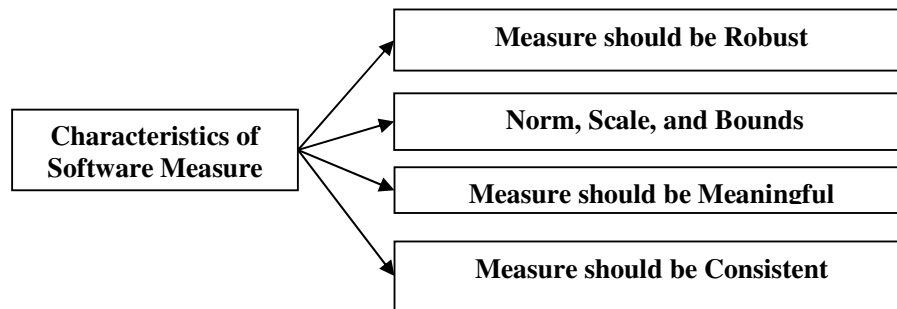 Measure should be Robust
Norm, Scale, and Bounds
Characteristics of
Software Measure
Measure should be Meaningful
Measure should be Consistent